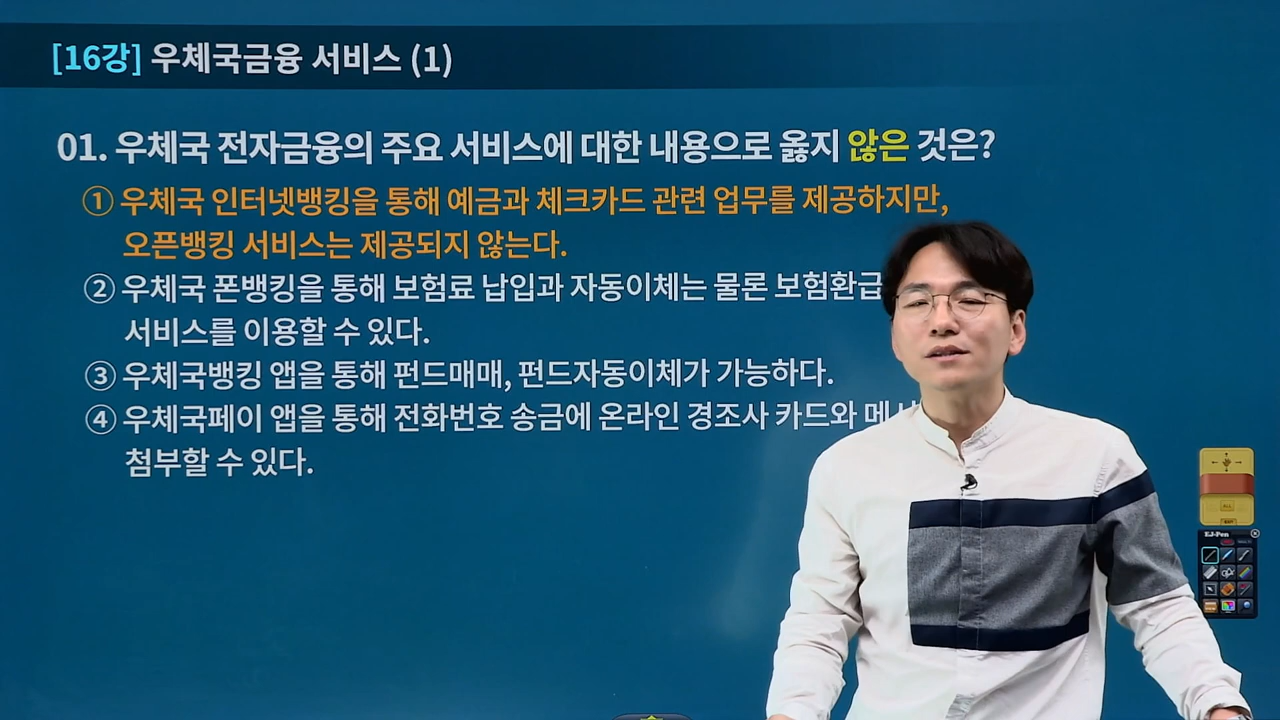 [16강] 우체국금융 서비스 (1)
01. 우체국 전자금융의 주요 서비스에 대한 내용으로 옳지 않은 것은?
① 우체국 인터넷뱅킹을 통해 예금과 체크카드 관련 업무를 제공하지만,
오픈뱅킹 서비스는 제공되지 않는다.
② 우체국 폰뱅킹을 통해 보험료 납입과 자동이체는 물론 보험환급
서비스를 이용할 수 있다.
③ 우체국뱅킹 앱을 통해 펀드매매, 펀드자동이체가 가능하다.
④ 우체국페이 앱을 통해 전화번호 송금에 온라인 경조사 카드와
첨부할 수 있다.
ALL
EJ-Pen